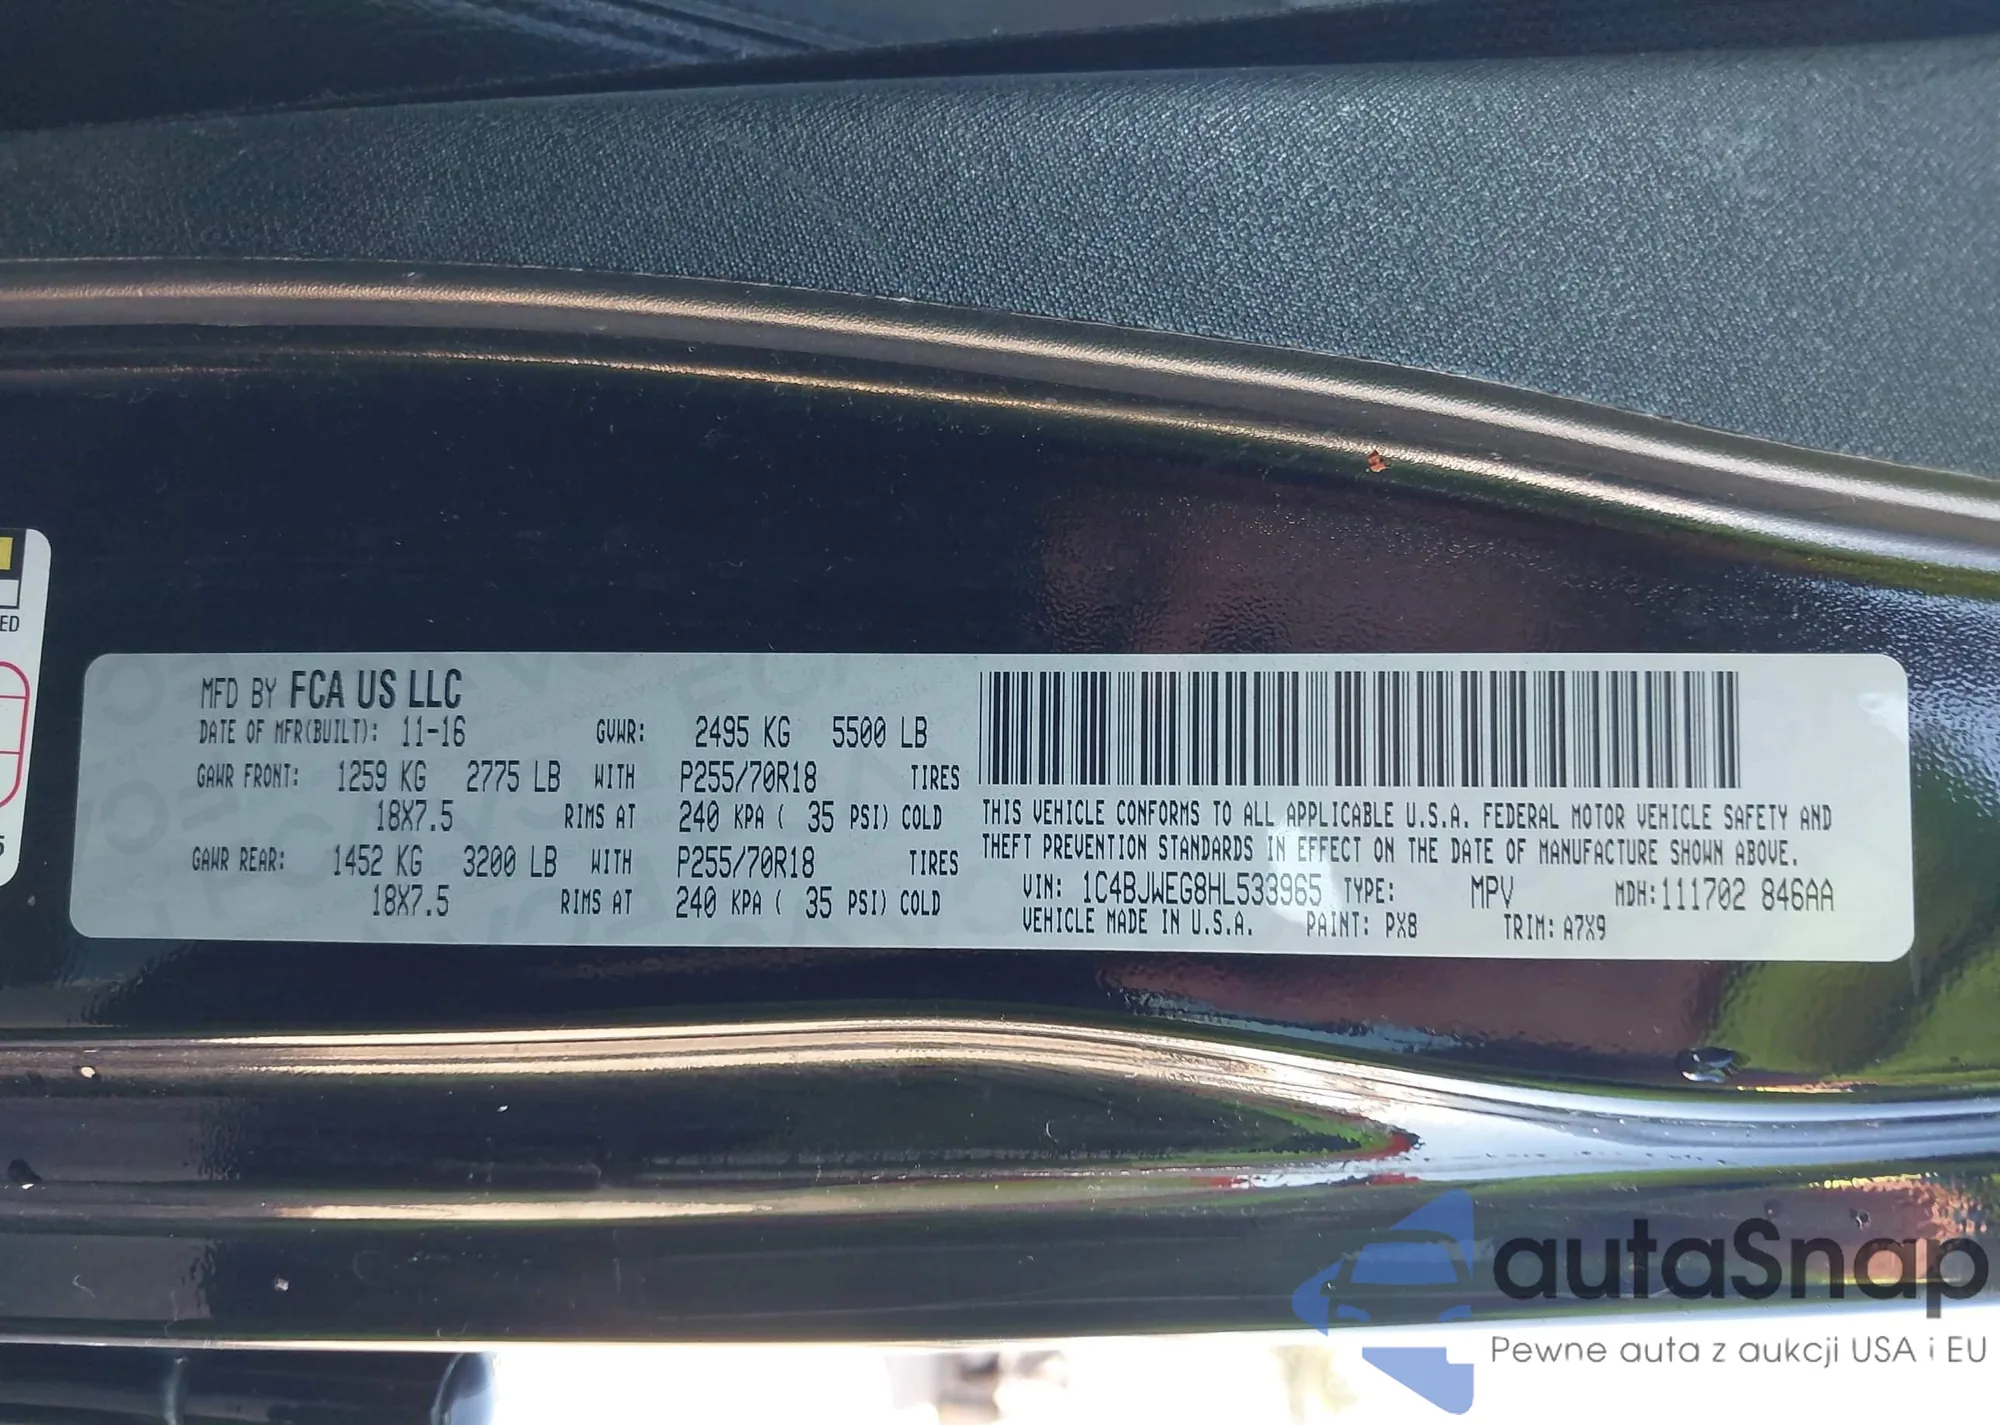 ED
5
MFD BY FCA US LLC
DATE OF MFR(BUILT): 11-16 GVWR: 2495 KG 5500 LB
GAWR FRONT: 1259 KG 2775 LB WITH P255/70R18 TIRES
18X7.5 RIMS AT 240 KPA ( 35 PSI) COLD
GAWR REAR: 1452 KG 3200 LB WITH P255/70R18 TIRES
18X7.5 RIMS AT 240 KPA ( 35 PSI) COLD
THIS VEHICLE CONFORMS TO ALL APPLICABLE U.S.A. FEDERAL MOTOR VEHICLE SAFETY AND
THEFT PREVENTION STANDARDS IN EFFECT ON THE DATE OF MANUFACTURE SHOWN ABOVE.
VIN: 1C4BJWEG8HL533965 TYPE: MPV MDH:111702 846AA
VEHICLE MADE IN U.S.A. PAINT: PX8 TRIM: A7X9
autaSnap
Pewne auta z aukcji USA i EU